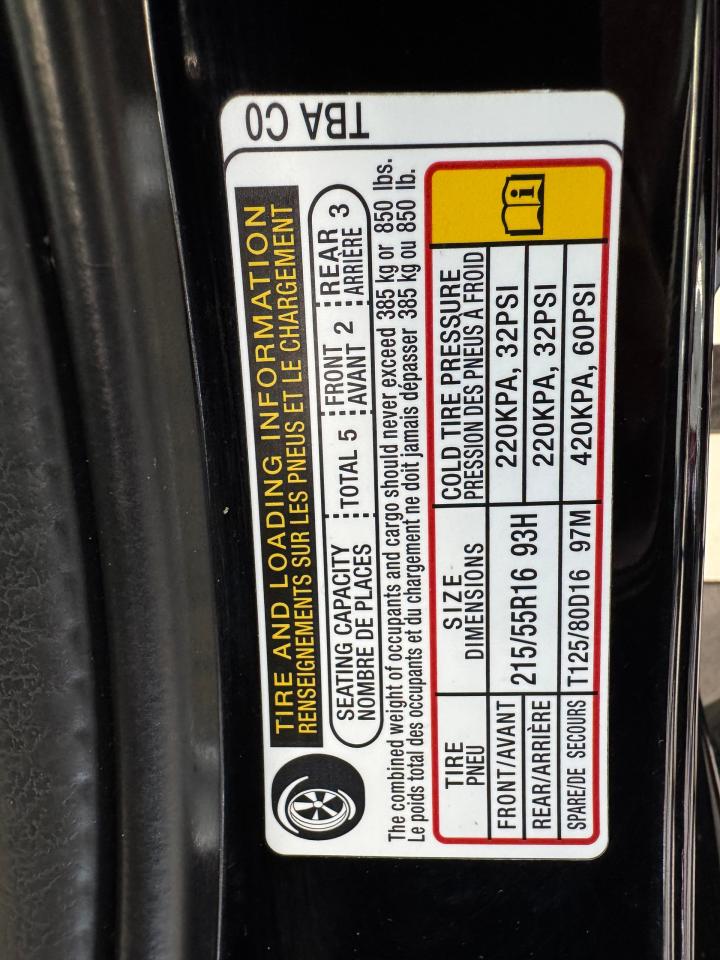 TBA C0
TIRE AND LOADING INFORMATION
RENSEIGNEMENTS SUR LES PNEUS ET LE CHARGEMENT
SEATING CAPACITY TOTAL 5 FRONT 2 REAR 3
NOMBRE DE PLACES AVANT ARRIÈRE
The combined weight of occupants and cargo should never exceed 385 kg or 850 lbs.
Le poids total des occupants et du chargement ne doit jamais dépasser 385 kg ou 850 lb.
TIRE SIZE COLD TIRE PRESSURE
PNEU DIMENSIONS PRESSION DES PNEUS À FROID
FRONT/AVANT 215/55R16 93H 220KPA, 32PSI
REAR/ARRIÈRE 220KPA, 32PSI
SPARE/DE SECOURS T125/80D16 97M 420KPA, 60PSI